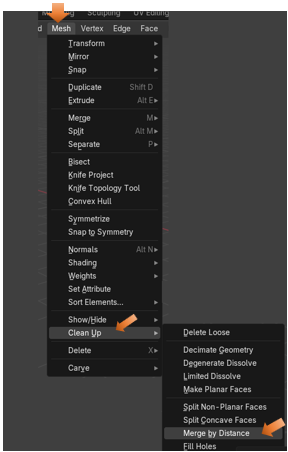 Sculpting UV Editing
d Mesh Vertex Edge Face
Transform
Mirror
Snap
Duplicate Shift D
Extrude Alt E
Merge M
Split Alt M
Separate P
Bisect
Knife Project
Knife Topology Tool
Convex Hull
Symmetrize
Snap to Symmetry
Normals Alt N
Shading
Weights
Set Attribute
Sort Elements...
Show/Hide
Clean Up
Delete X
Carve
Delete Loose
Decimate Geometry
Degenerate Dissolve
Limited Dissolve
Make Planar Faces
Split Non-Planar Faces
Split Concave Faces
Merge by Distance
Fill Holes